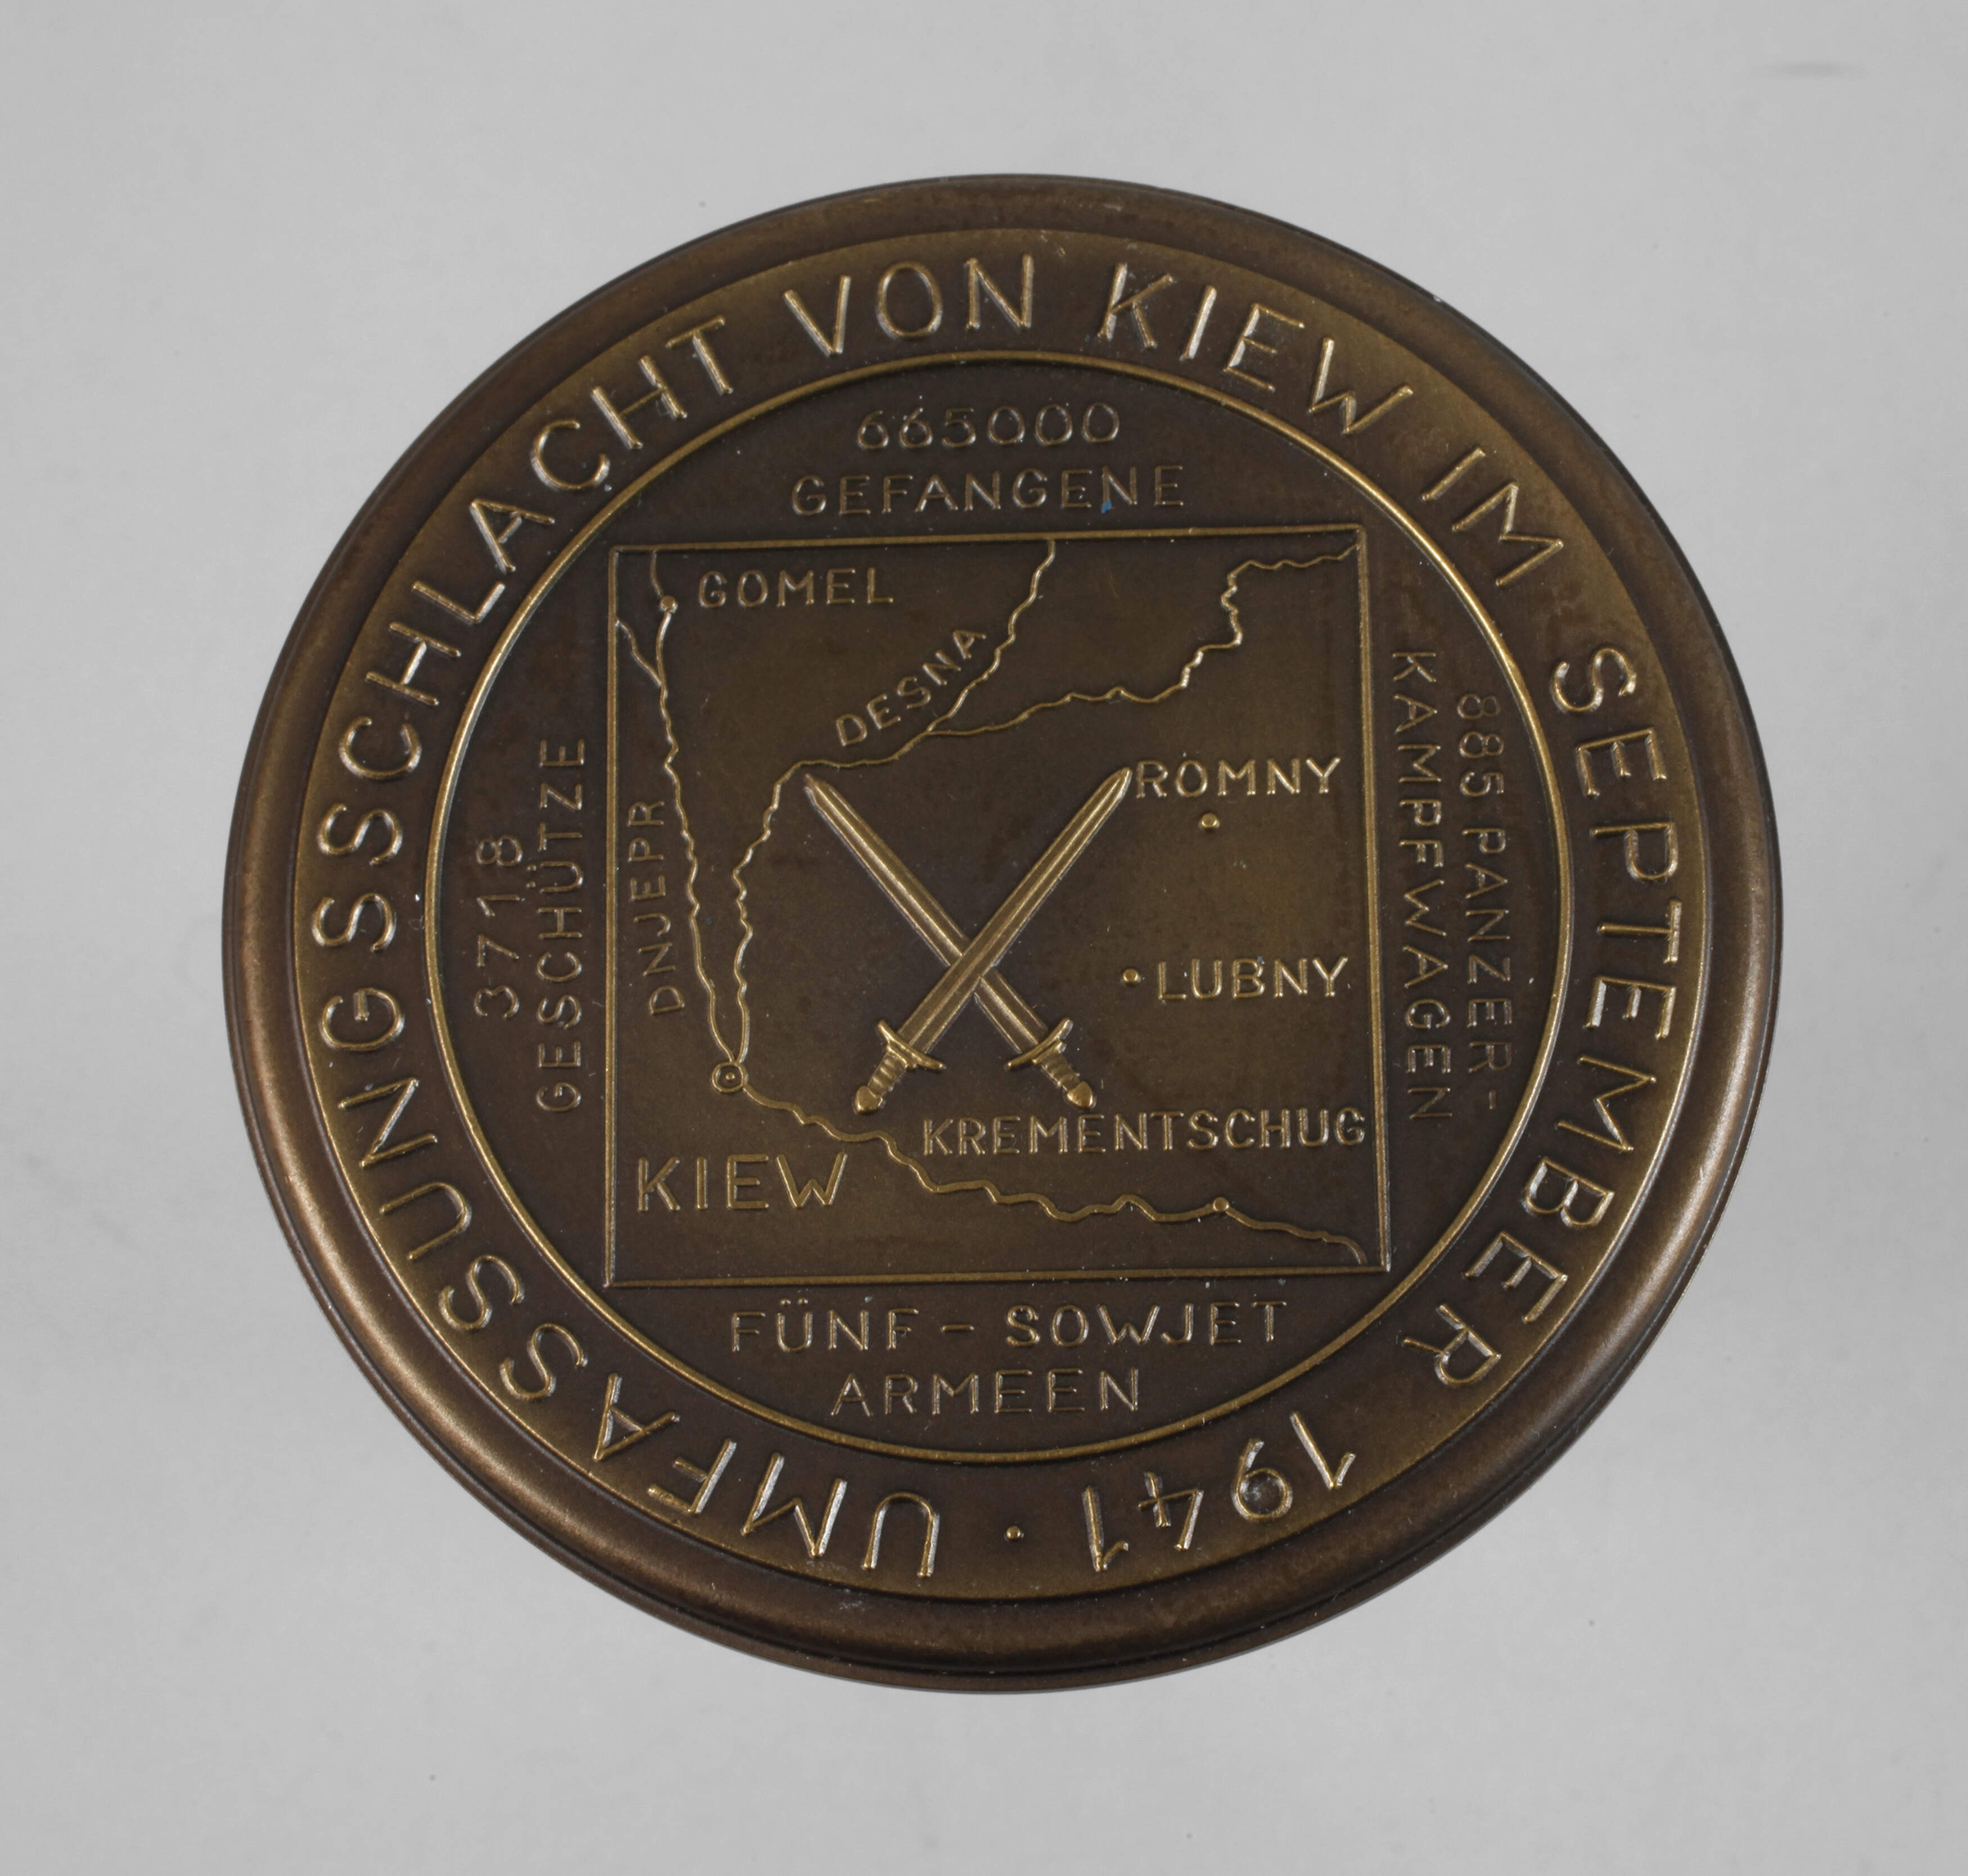 UMFASSUNGSSCHLACHT VON KIEW IM SEPTEMBER 1941 ·
665000
GEFANGENE
3718
GESCHÜTZE
885 PANZER-
KAMPFWAGEN
GOMEL
DESNA
DNJEPR
ROMNY
LUBNY
KREMENTSCHUG
KIEW
FÜNF - SOWJET
ARMEEN